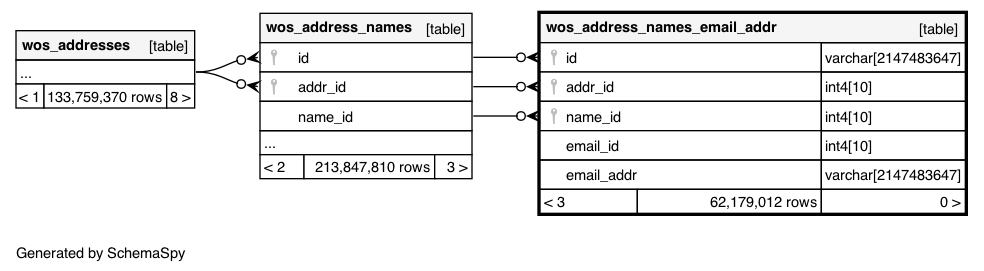 wos_addresses [table]
...
< 1 133,759,370 rows 8 >
wos_address_names [table]
id
addr_id
name_id
...
< 2 213,847,810 rows 3 >
wos_address_names_email_addr [table]
id varchar[2147483647]
addr_id int4[10]
name_id int4[10]
email_id int4[10]
email_addr varchar[2147483647]
< 3 62,179,012 rows 0 >
Generated by SchemaSpy